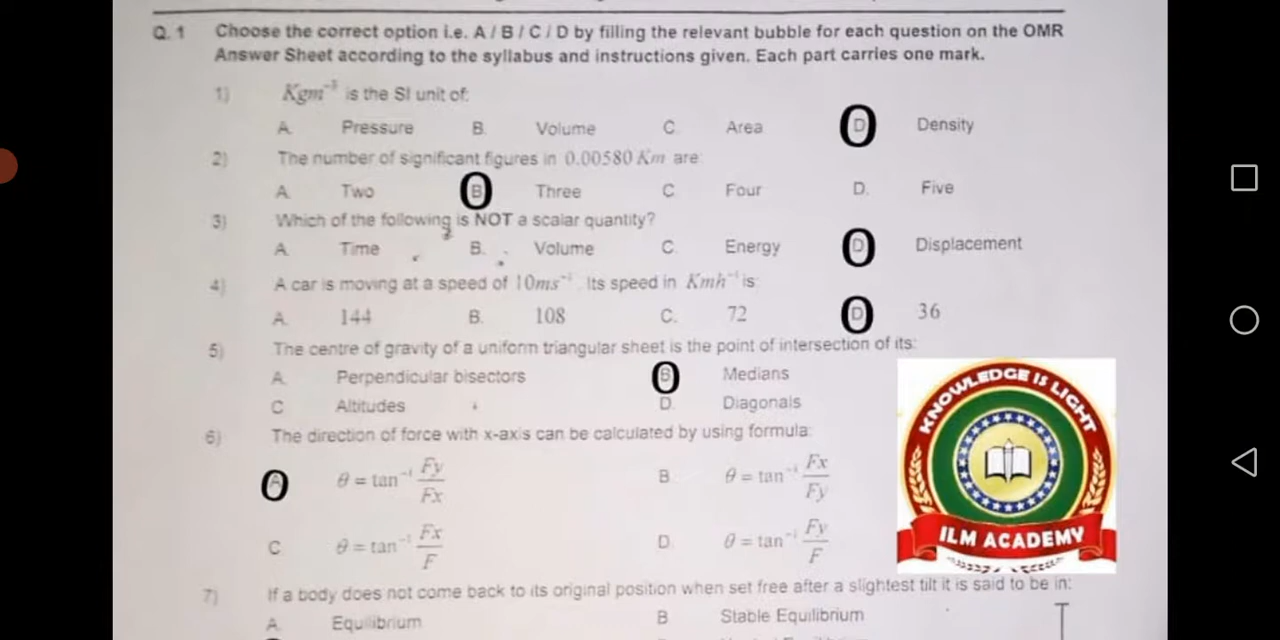 Q.1 Choose the correct option i.e. A / B / C / D by filling the relevant bubble for each question on the OMR
Answer Sheet according to the syllabus and instructions given. Each part carries one mark.
1) Kgm⁻³ is the SI unit of:
A. Pressure B. Volume C. Area D Density
2) The number of significant figures in 0.00580 Km are:
A. Two B Three C Four D. Five
3) Which of the following is NOT a scalar quantity?
A. Time B. Volume C. Energy D Displacement
4) A car is moving at a speed of 10ms⁻¹. Its speed in Kmh⁻¹ is
A. 144 B. 108 C. 72 D 36
5) The centre of gravity of a uniform triangular sheet is the point of intersection of its:
A. Perpendicular bisectors B Medians
C Altitudes D. Diagonals
6) The direction of force with x-axis can be calculated by using formula:
A θ = tan⁻¹ Fy/Fx B. θ = tan⁻¹ Fx/Fy
C θ = tan⁻¹ Fx/F D. θ = tan⁻¹ Fy/F
7) If a body does not come back to its original position when set free after a slightest tilt it is said to be in:
A. Equilibrium B Stable Equilibrium
KNOWLEDGE IS LIGHT
ILM ACADEMY